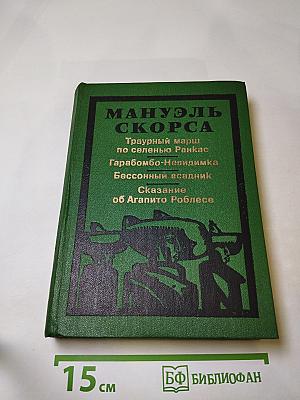 МАНУЭЛЬ
СКОРСА
Траурный марш
по селенью Ранкас
Гарабомбо-Невидимка
Бессонный всадник
Сказание
об Агапито Роблесе
15 см
БФ БИБЛИОФАН